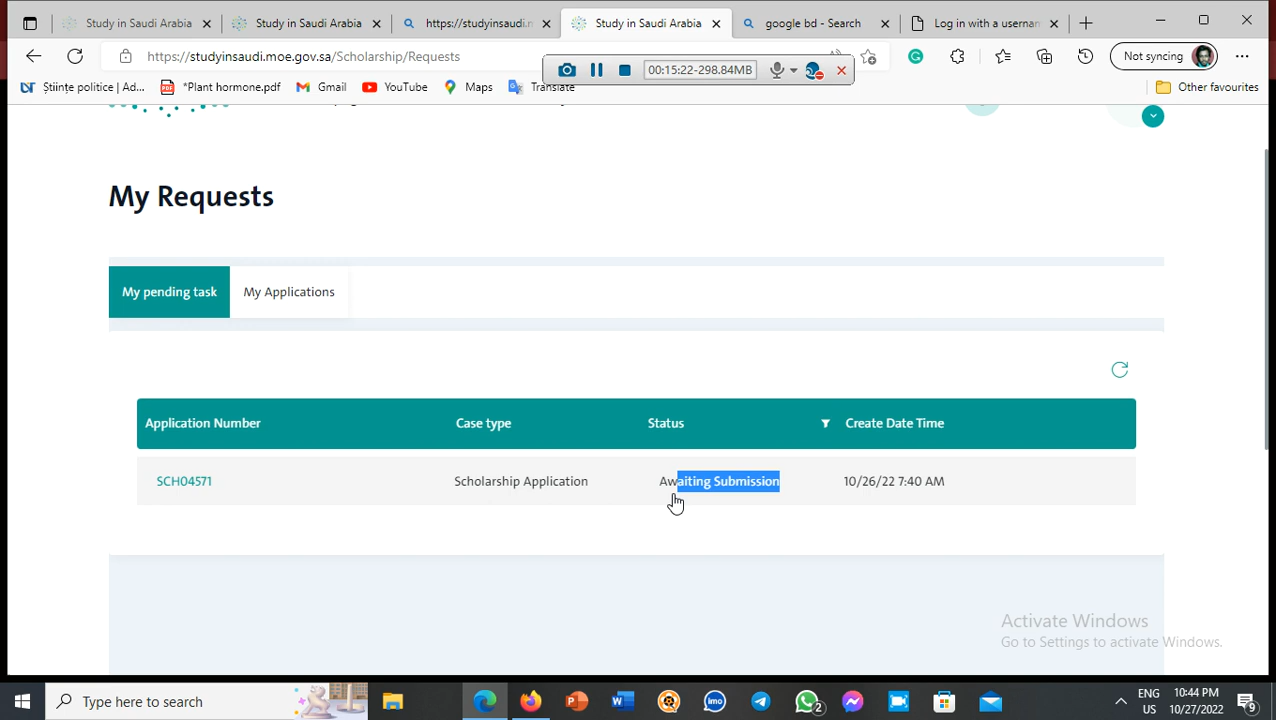 Study in Saudi Arabia
Study in Saudi Arabia
https://studyinsaudi.m
Study in Saudi Arabia
google bd - Search
Log in with a usernan
https://studyinsaudi.moe.gov.sa/Scholarship/Requests
00:15:22-298.84MB
Not syncing
Științe politice | Ad...
*Plant hormone.pdf
Gmail
YouTube
Maps
Translate
Other favourites
My Requests
My pending task
My Applications
Application Number
Case type
Status
Create Date Time
SCH04571
Scholarship Application
Awaiting Submission
10/26/22 7:40 AM
Activate Windows
Go to Settings to activate Windows.
Type here to search
2
ENG
US
10:44 PM
10/27/2022
9